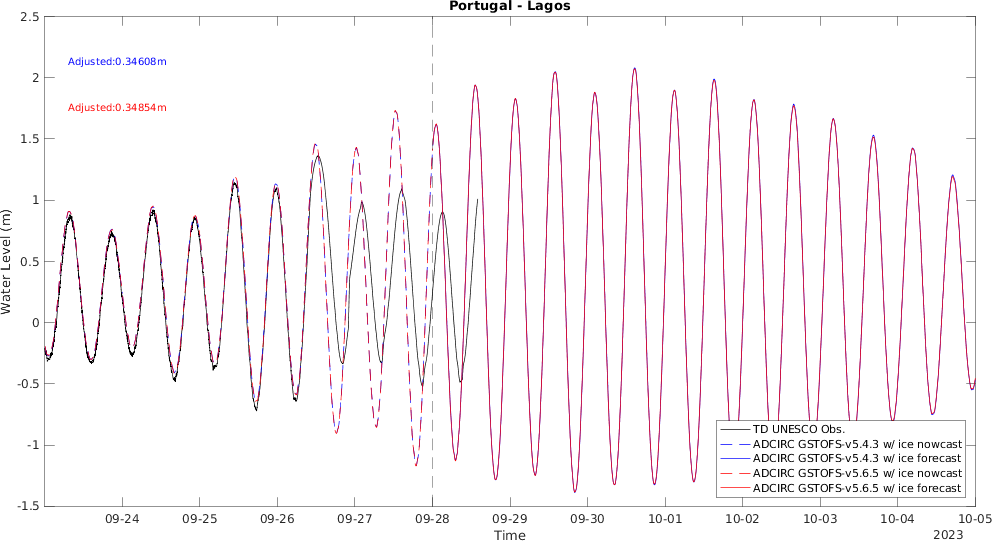 Portugal - Lagos
2.5
2
1.5
1
0.5
0
-0.5
-1
-1.5
Water Level (m)
Adjusted:0.34608m
Adjusted:0.34854m
TD UNESCO Obs.
ADCIRC GSTOFS-v5.4.3 w/ ice nowcast
ADCIRC GSTOFS-v5.4.3 w/ ice forecast
ADCIRC GSTOFS-v5.6.5 w/ ice nowcast
ADCIRC GSTOFS-v5.6.5 w/ ice forecast
09-24 09-25 09-26 09-27 09-28 09-29 09-30 10-01 10-02 10-03 10-04 10-05
Time
2023